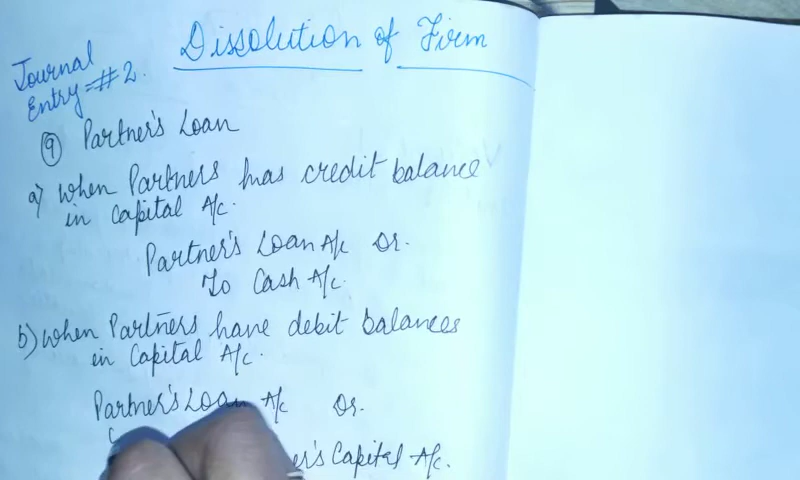 Dissolution of Firm
Journal
Entry=#2.
9 Partner's Loan
a) when Partners has credit balance
in Capital A/c.
Partner's Loan A/c Dr.
To Cash A/c.
b) when Partners have debit balances
in Capital A/c.
Partner's Loan A/c Dr.
Capital A/c.